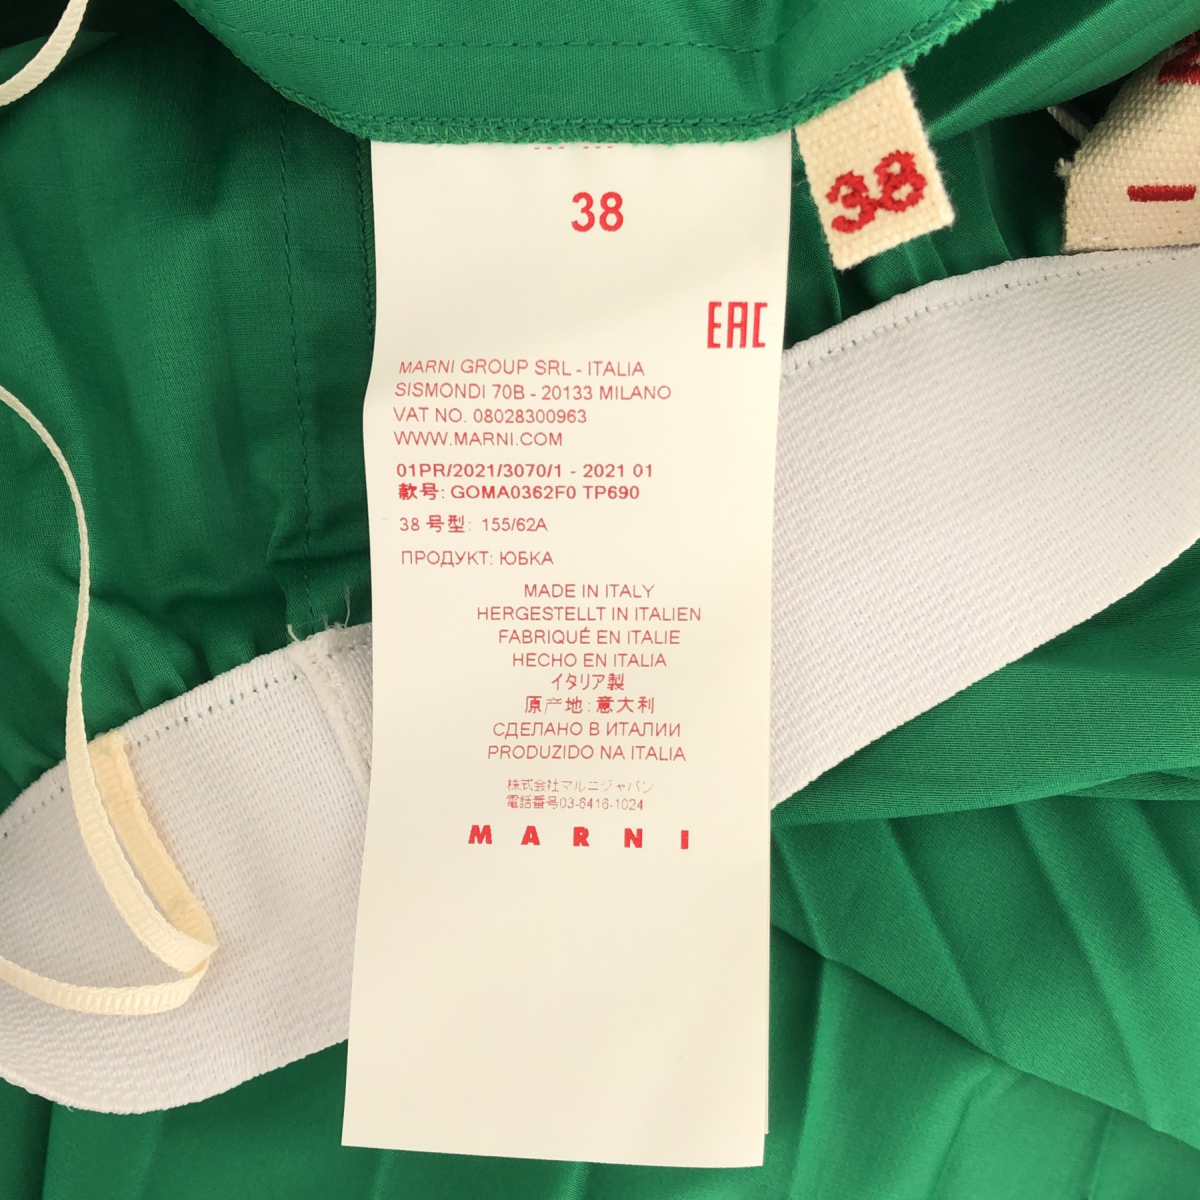 38
38
EAC
MARNI GROUP SRL - ITALIA
SISMONDI 70B - 20133 MILANO
VAT NO. 08028300963
WWW.MARNI.COM
01PR/2021/3070/1 - 2021 01
款号: GOMA0362F0 TP690
38 号型: 155/62A
ПРОДУКТ: ЮБКА
MADE IN ITALY
HERGESTELLT IN ITALIEN
FABRIQUÉ EN ITALIE
HECHO EN ITALIA
イタリア製
原产地: 意大利
СДЕЛАНО В ИТАЛИИ
PRODUZIDO NA ITALIA
株式会社マルニジャパン
電話番号03-6416-1024
MARNI